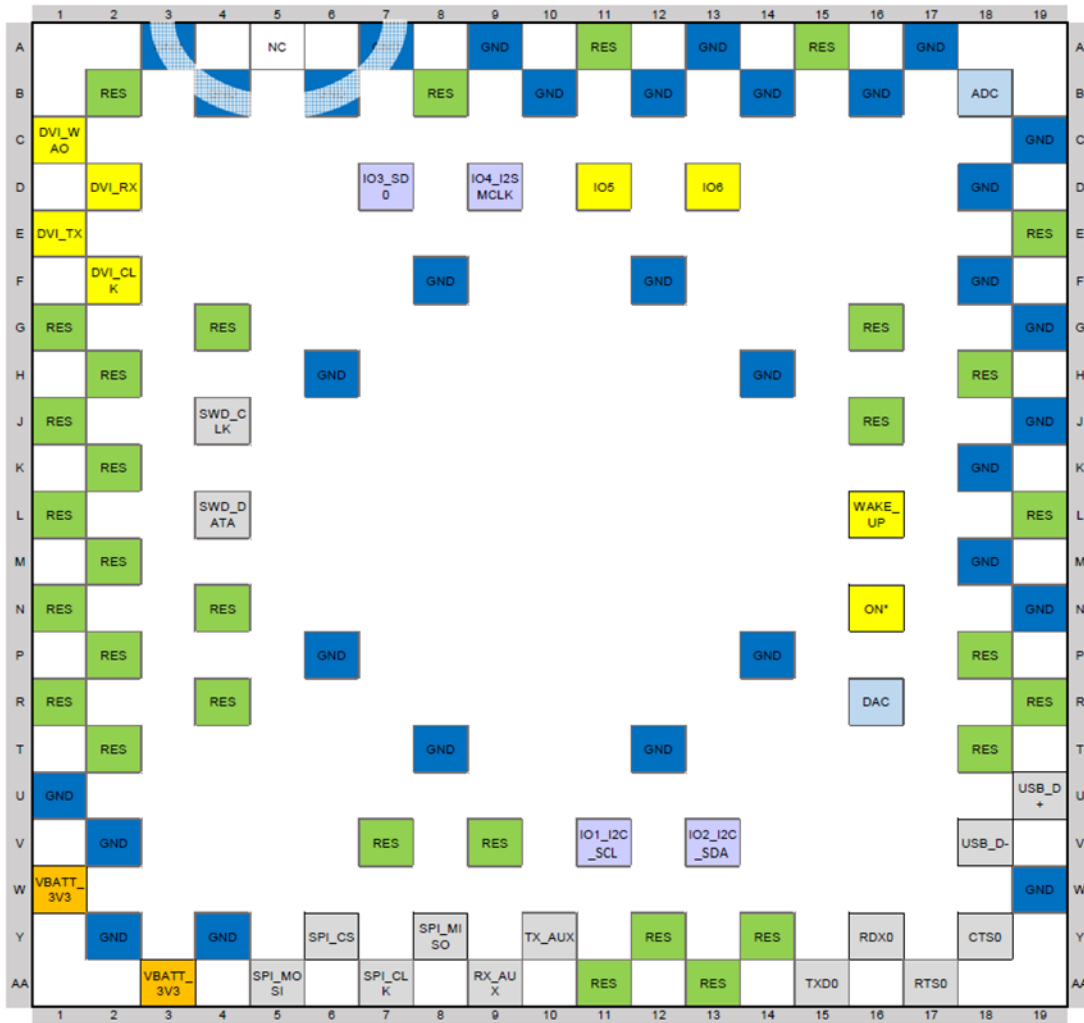 1 2 3 4 5 6 7 8 9 10 11 12 13 14 15 16 17 18 19
A NC GND RES GND RES GND A
B RES RES GND GND GND GND ADC B
C DVI_W
AO GND C
D DVI_RX IO3_SD
0 IO4_I2S
MCLK IO5 IO6 GND D
E DVI_TX RES E
F DVI_CL
K GND GND GND F
G RES RES RES GND G
H RES GND GND RES H
J RES SWD_C
LK RES GND J
K RES GND K
L RES SWD_D
ATA WAKE_
UP RES L
M RES GND M
N RES RES ON* GND N
P RES GND GND RES P
R RES RES DAC RES R
T RES GND GND RES T
U GND USB_D
+ U
V GND RES RES IO1_I2C
_SCL IO2_I2C
_SDA USB_D- V
W VBATT_
3V3 GND W
Y GND GND SPI_CS SPI_MI
SO TX_AUX RES RES RDX0 CTS0 Y
AA VBATT_
3V3 SPI_MO
SI SPI_CLK RX_AU
X RES RES TXD0 RTS0 AA
1 2 3 4 5 6 7 8 9 10 11 12 13 14 15 16 17 18 19